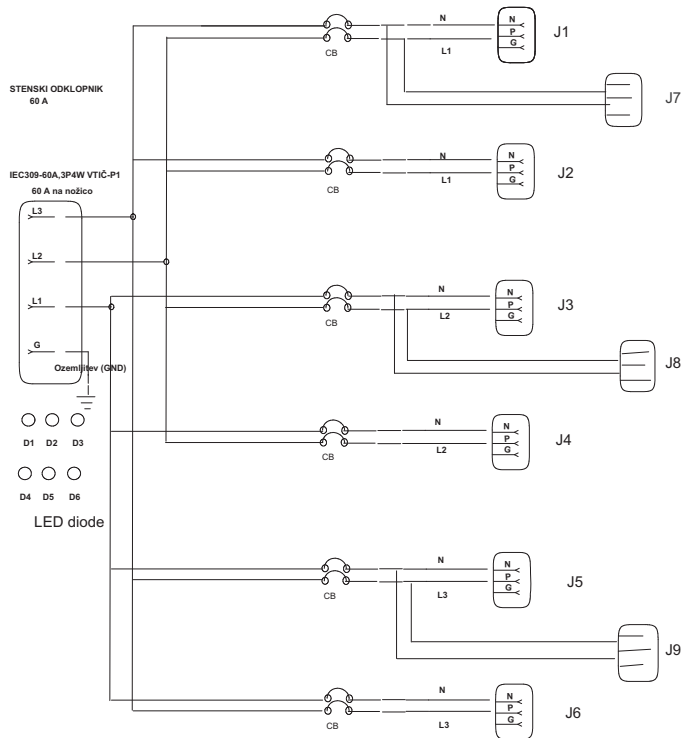 N
N
P
G
J1
CB
L1
J7
STENSKI ODKLOPNIK
60 A
N
N
P
G
J2
CB
L1
IEC309-60A,3P4W VTIČ-P1
60 A na nožico
L3
L2
L1
G
Ozemljitev (GND)
N
N
P
G
J3
CB
L2
J8
N
N
P
G
J4
CB
L2
D1 D2 D3
D4 D5 D6
LED diode
N
N
P
G
J5
CB
L3
J9
N
N
P
G
J6
CB
L3